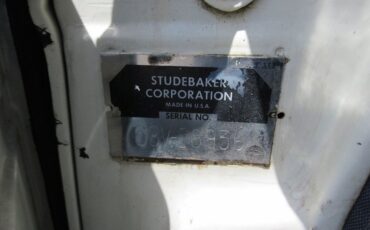 STUDEBAKER
CORPORATION
MADE IN U.S.A.
SERIAL NO.